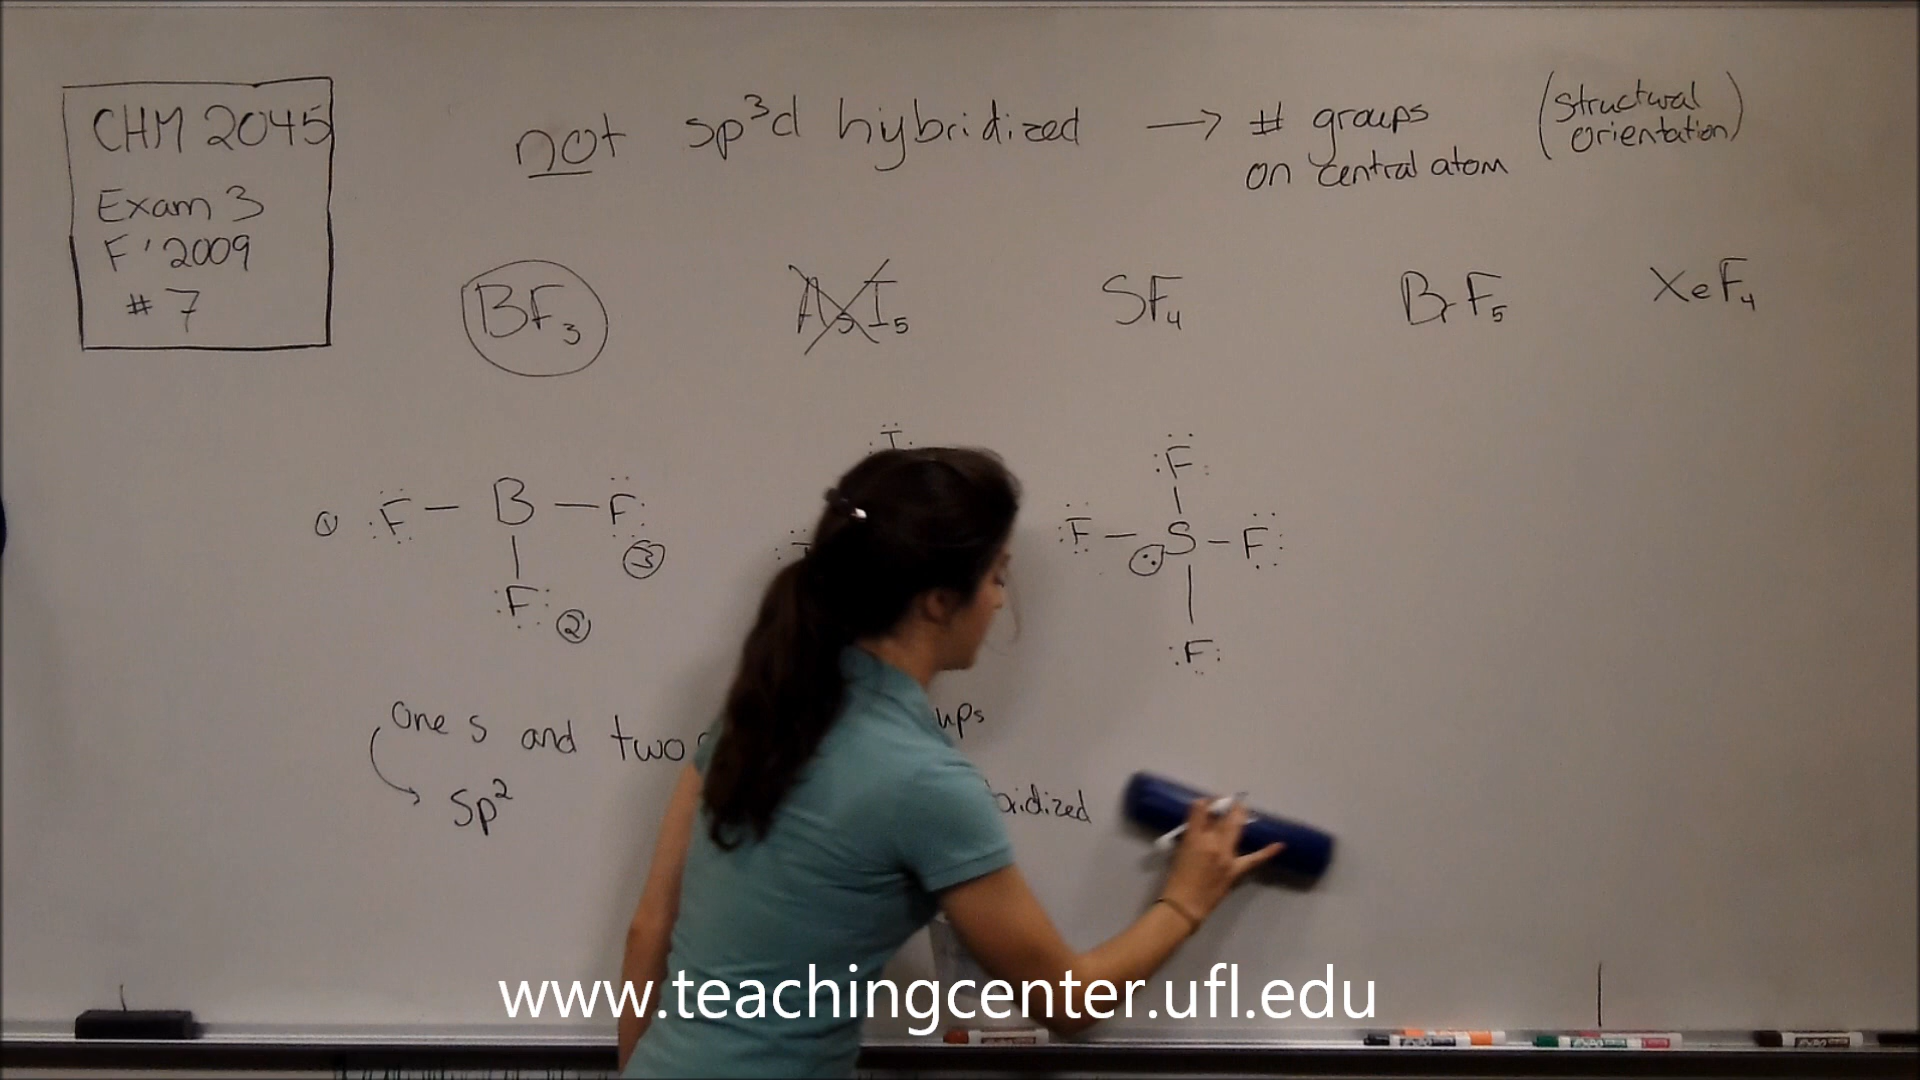 CHM 2045
Exam 3
F '2009
# 7
not sp³d hybridized → # groups
on central atom
(structural
orientation)
BF₃ AsI₅ SF₄ BrF₅ XeF₄
I
F
① F – B – F ③
F – S – F
F ②
F
one s and two
sp²
www.teachingcenter.ufl.edu